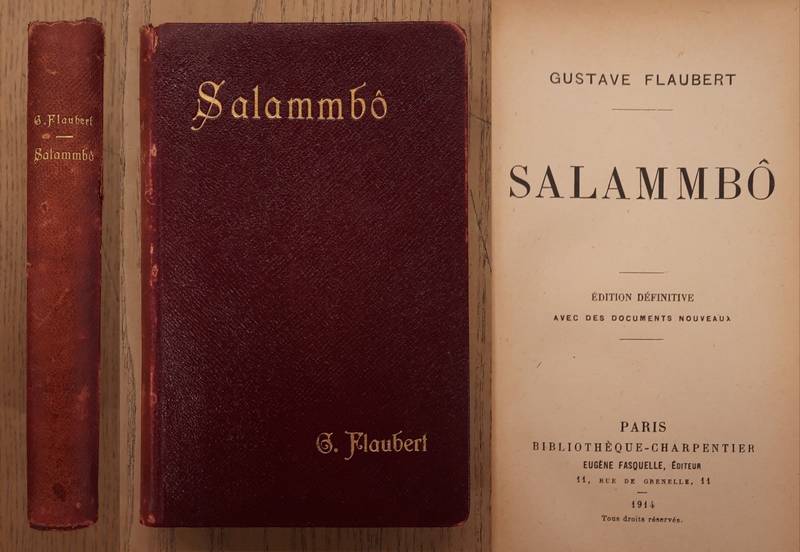 G. Flaubert
Salammbô
Salammbô
G. Flaubert
GUSTAVE FLAUBERT
SALAMMBÔ
ÉDITION DÉFINITIVE
AVEC DES DOCUMENTS NOUVEAUX
PARIS
BIBLIOTHÈQUE-CHARPENTIER
EUGÈNE FASQUELLE, ÉDITEUR
11, RUE DE GRENELLE, 11
1914
Tous droits réservés.